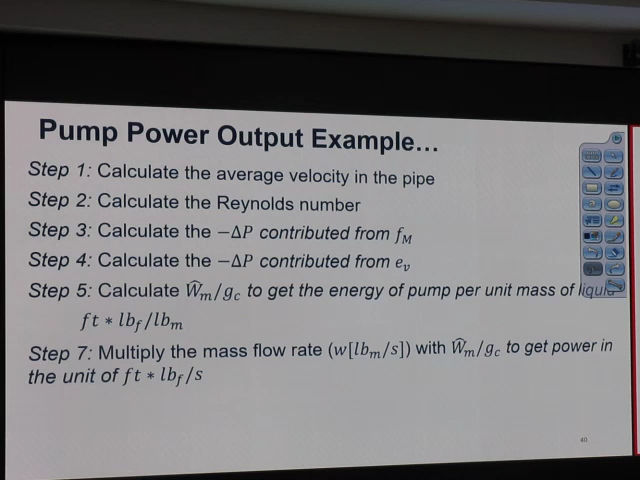 Pump Power Output Example...
Step 1: Calculate the average velocity in the pipe
Step 2: Calculate the Reynolds number
Step 3: Calculate the −ΔP contributed from f_M
Step 4: Calculate the −ΔP contributed from e_v
Step 5: Calculate Ŵ_m/g_c to get the energy of pump per unit mass of liquid
ft * lb_f/lb_m
Step 7: Multiply the mass flow rate (w[lb_m/s]) with Ŵ_m/g_c to get power in
the unit of ft * lb_f/s
40